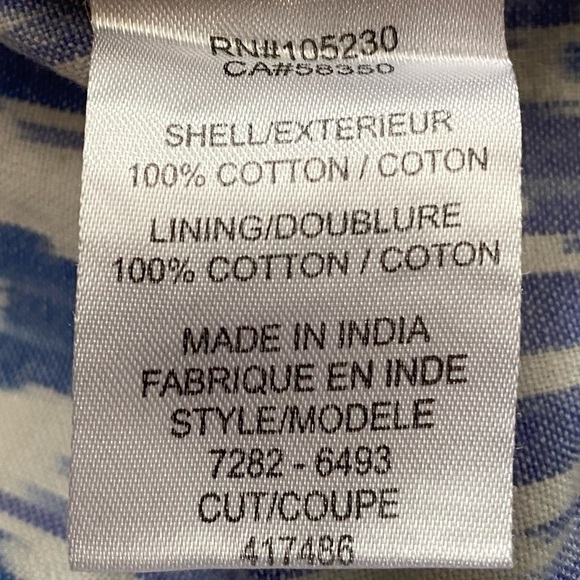 RN#105230
CA#58350
SHELL/EXTERIEUR
100% COTTON / COTON
LINING/DOUBLURE
100% COTTON / COTON
MADE IN INDIA
FABRIQUE EN INDE
STYLE/MODELE
7282 - 6493
CUT/COUPE
417486